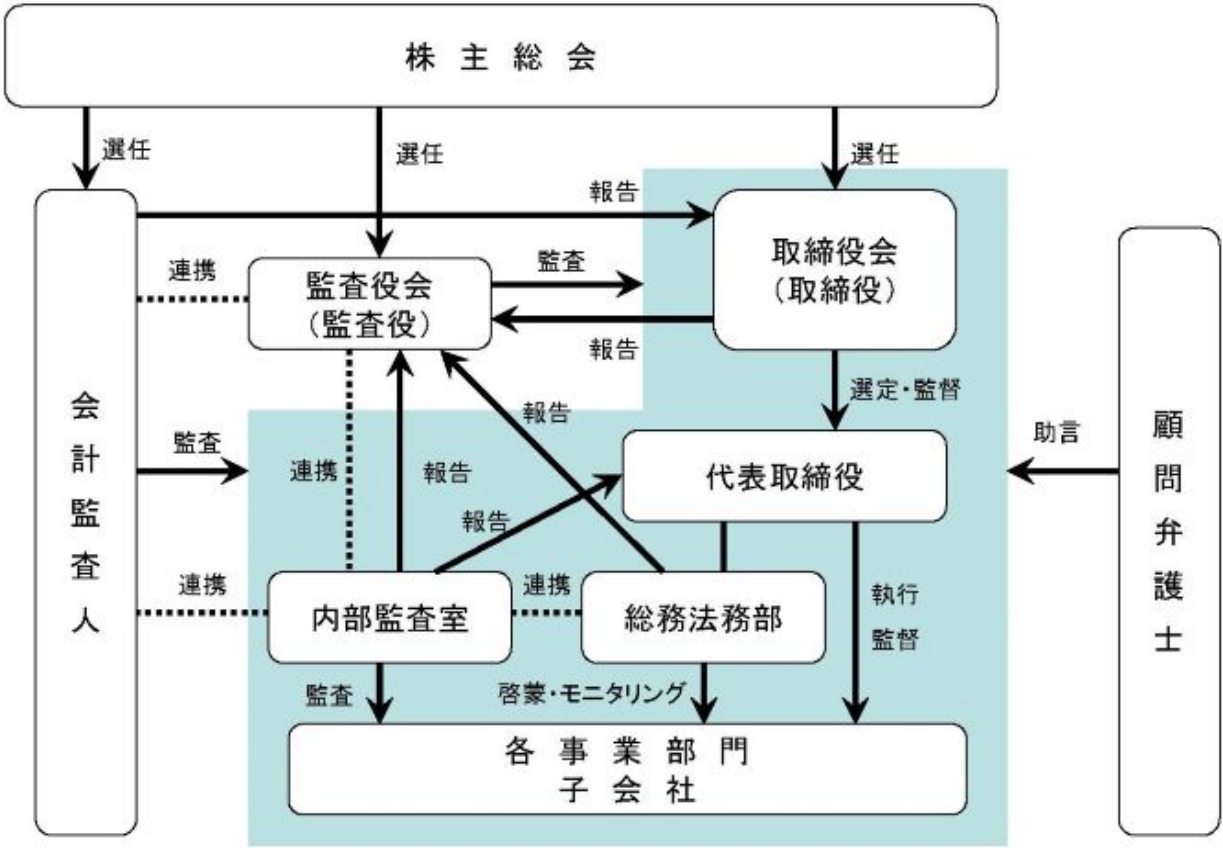 株主総会
選任
選任
選任
報告
取締役会
(取締役)
連携
監査役会
(監査役)
監査
報告
選定・監督
会計監査人
監査
連携
報告
報告
報告
代表取締役
助言
顧問弁護士
連携
内部監査室
連携
総務法務部
執行
監督
監査
啓蒙・モニタリング
各事業部門
子会社